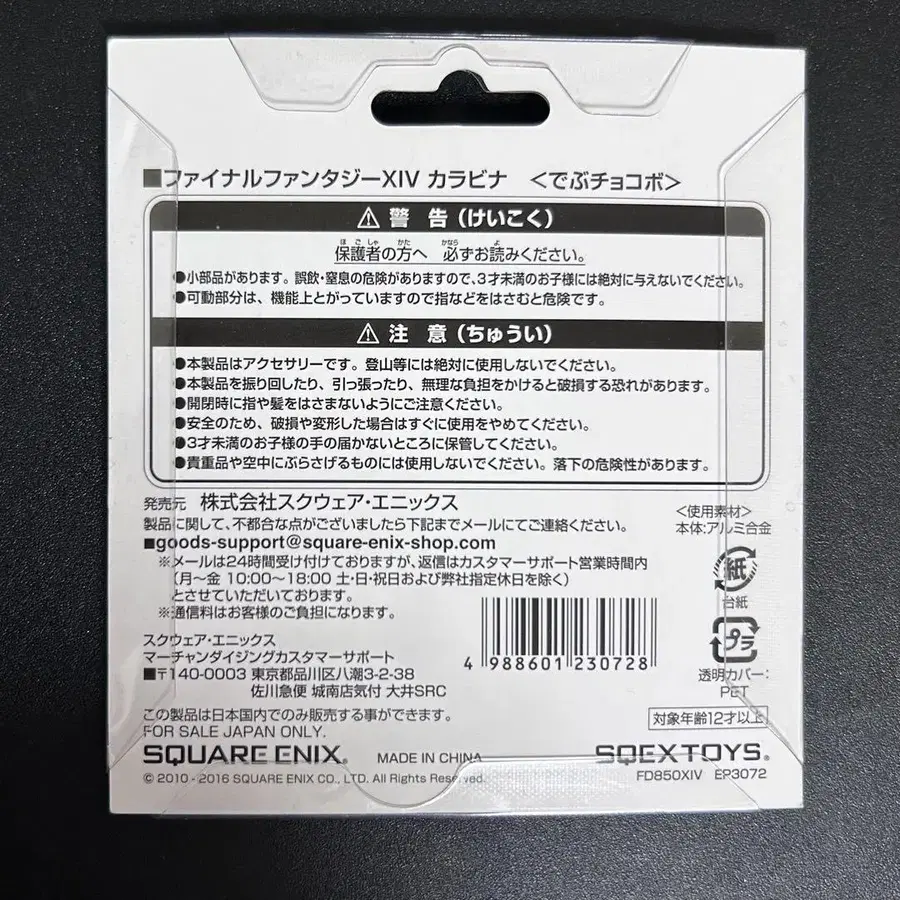 ■ファイナルファンタジーXIV カラビナ ＜でぶチョコボ＞
⚠ 警 告（けいこく）
保護者の方へ 必ずお読みください。
ほごしゃ かた かなら よ
●小部品があります。誤飲・窒息の危険がありますので、3才未満のお子様には絶対に与えないでください。
●可動部分は、機能上とがっていますので指などをはさむと危険です。
⚠ 注 意（ちゅうい）
●本製品はアクセサリーです。登山等には絶対に使用しないでください。
●本製品を振り回したり、引っ張ったり、無理な負担をかけると破損する恐れがあります。
●開閉時に指や髪をはさまないようにご注意ください。
●安全のため、破損や変形した場合はすぐに使用をやめてください。
●3才未満のお子様の手の届かないところに保管してください。
●貴重品や空中にぶらさげるものには使用しないでください。落下の危険性があります。
発売元 株式会社スクウェア・エニックス
製品に関して、不都合な点がございましたら下記までメールにてご連絡ください。
■goods-support@square-enix-shop.com
※メールは24時間受け付けておりますが、返信はカスタマーサポート営業時間内
（月〜金 10:00〜18:00 土・日・祝日および弊社指定休日を除く）
とさせていただいております。
※通信料はお客様のご負担になります。
＜使用素材＞
本体:アルミ合金
紙
台紙
プラ
透明カバー:
PET
スクウェア・エニックス
マーチャンダイジングカスタマーサポート
■〒140-0003 東京都品川区八潮3-2-38
佐川急便 城南店気付 大井SRC
4 988601 230728
この製品は日本国内でのみ販売する事ができます。
FOR SALE JAPAN ONLY.
対象年齢12才以上
SQUARE ENIX. MADE IN CHINA SQEX TOYS.
© 2010 - 2016 SQUARE ENIX CO., LTD. All Rights Reserved. FD850XIV EP3072